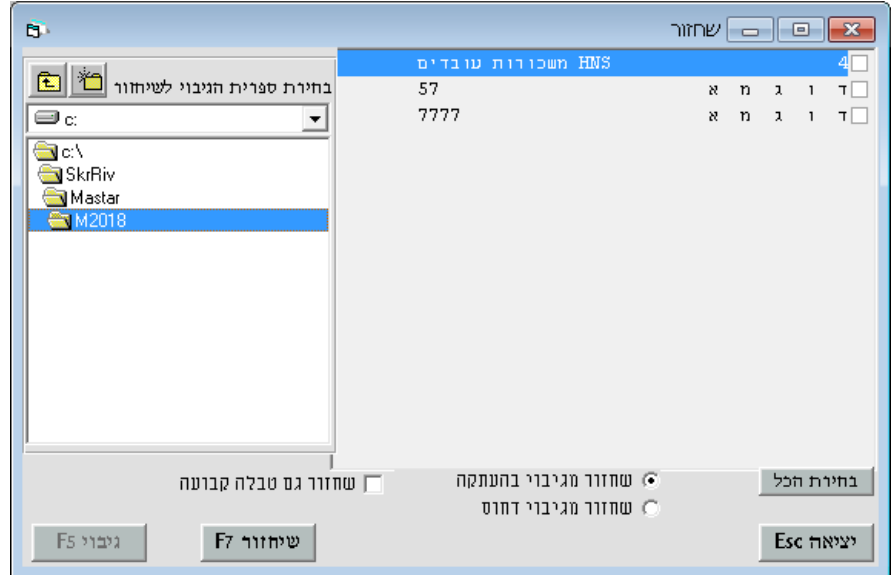 שחזור
בחירת ספרית הגיבוי לשיחזור
c:
c:\
SkrRiv
Mastar
M2018
4 HNS משכורות עובדים
ד ו ג מ א 57
ד ו ג מ א 7777
בחירת הכל
שחזור מגיבוי בהעתקה
שחזור גם טבלה קבועה
שחזור מגיבוי דחוס
יציאה Esc
שיחזור F7
גיבוי F5